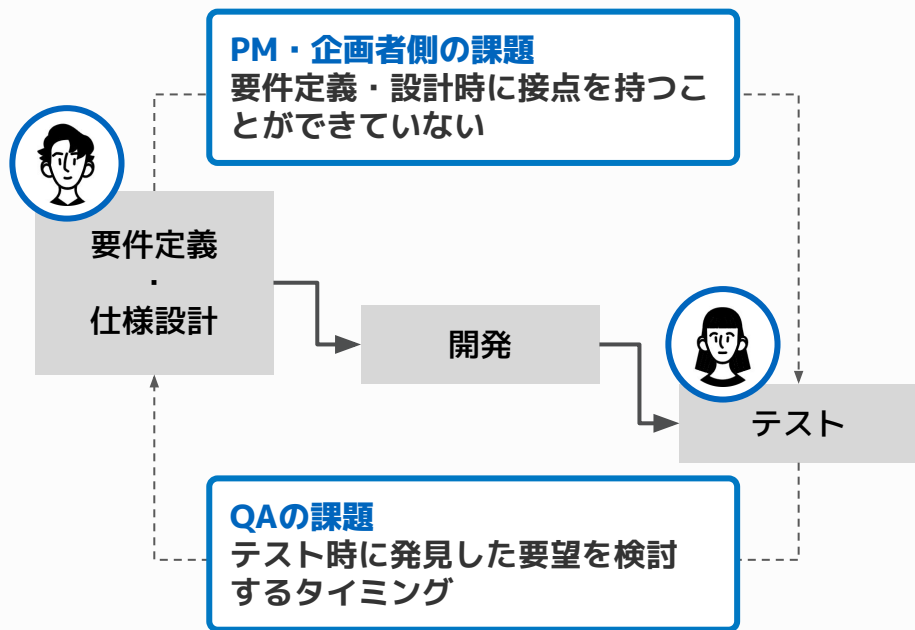 PM・企画者側の課題
要件定義・設計時に接点を持つこ
とができていない
要件定義
・
仕様設計
開発
テスト
QAの課題
テスト時に発見した要望を検討
するタイミング